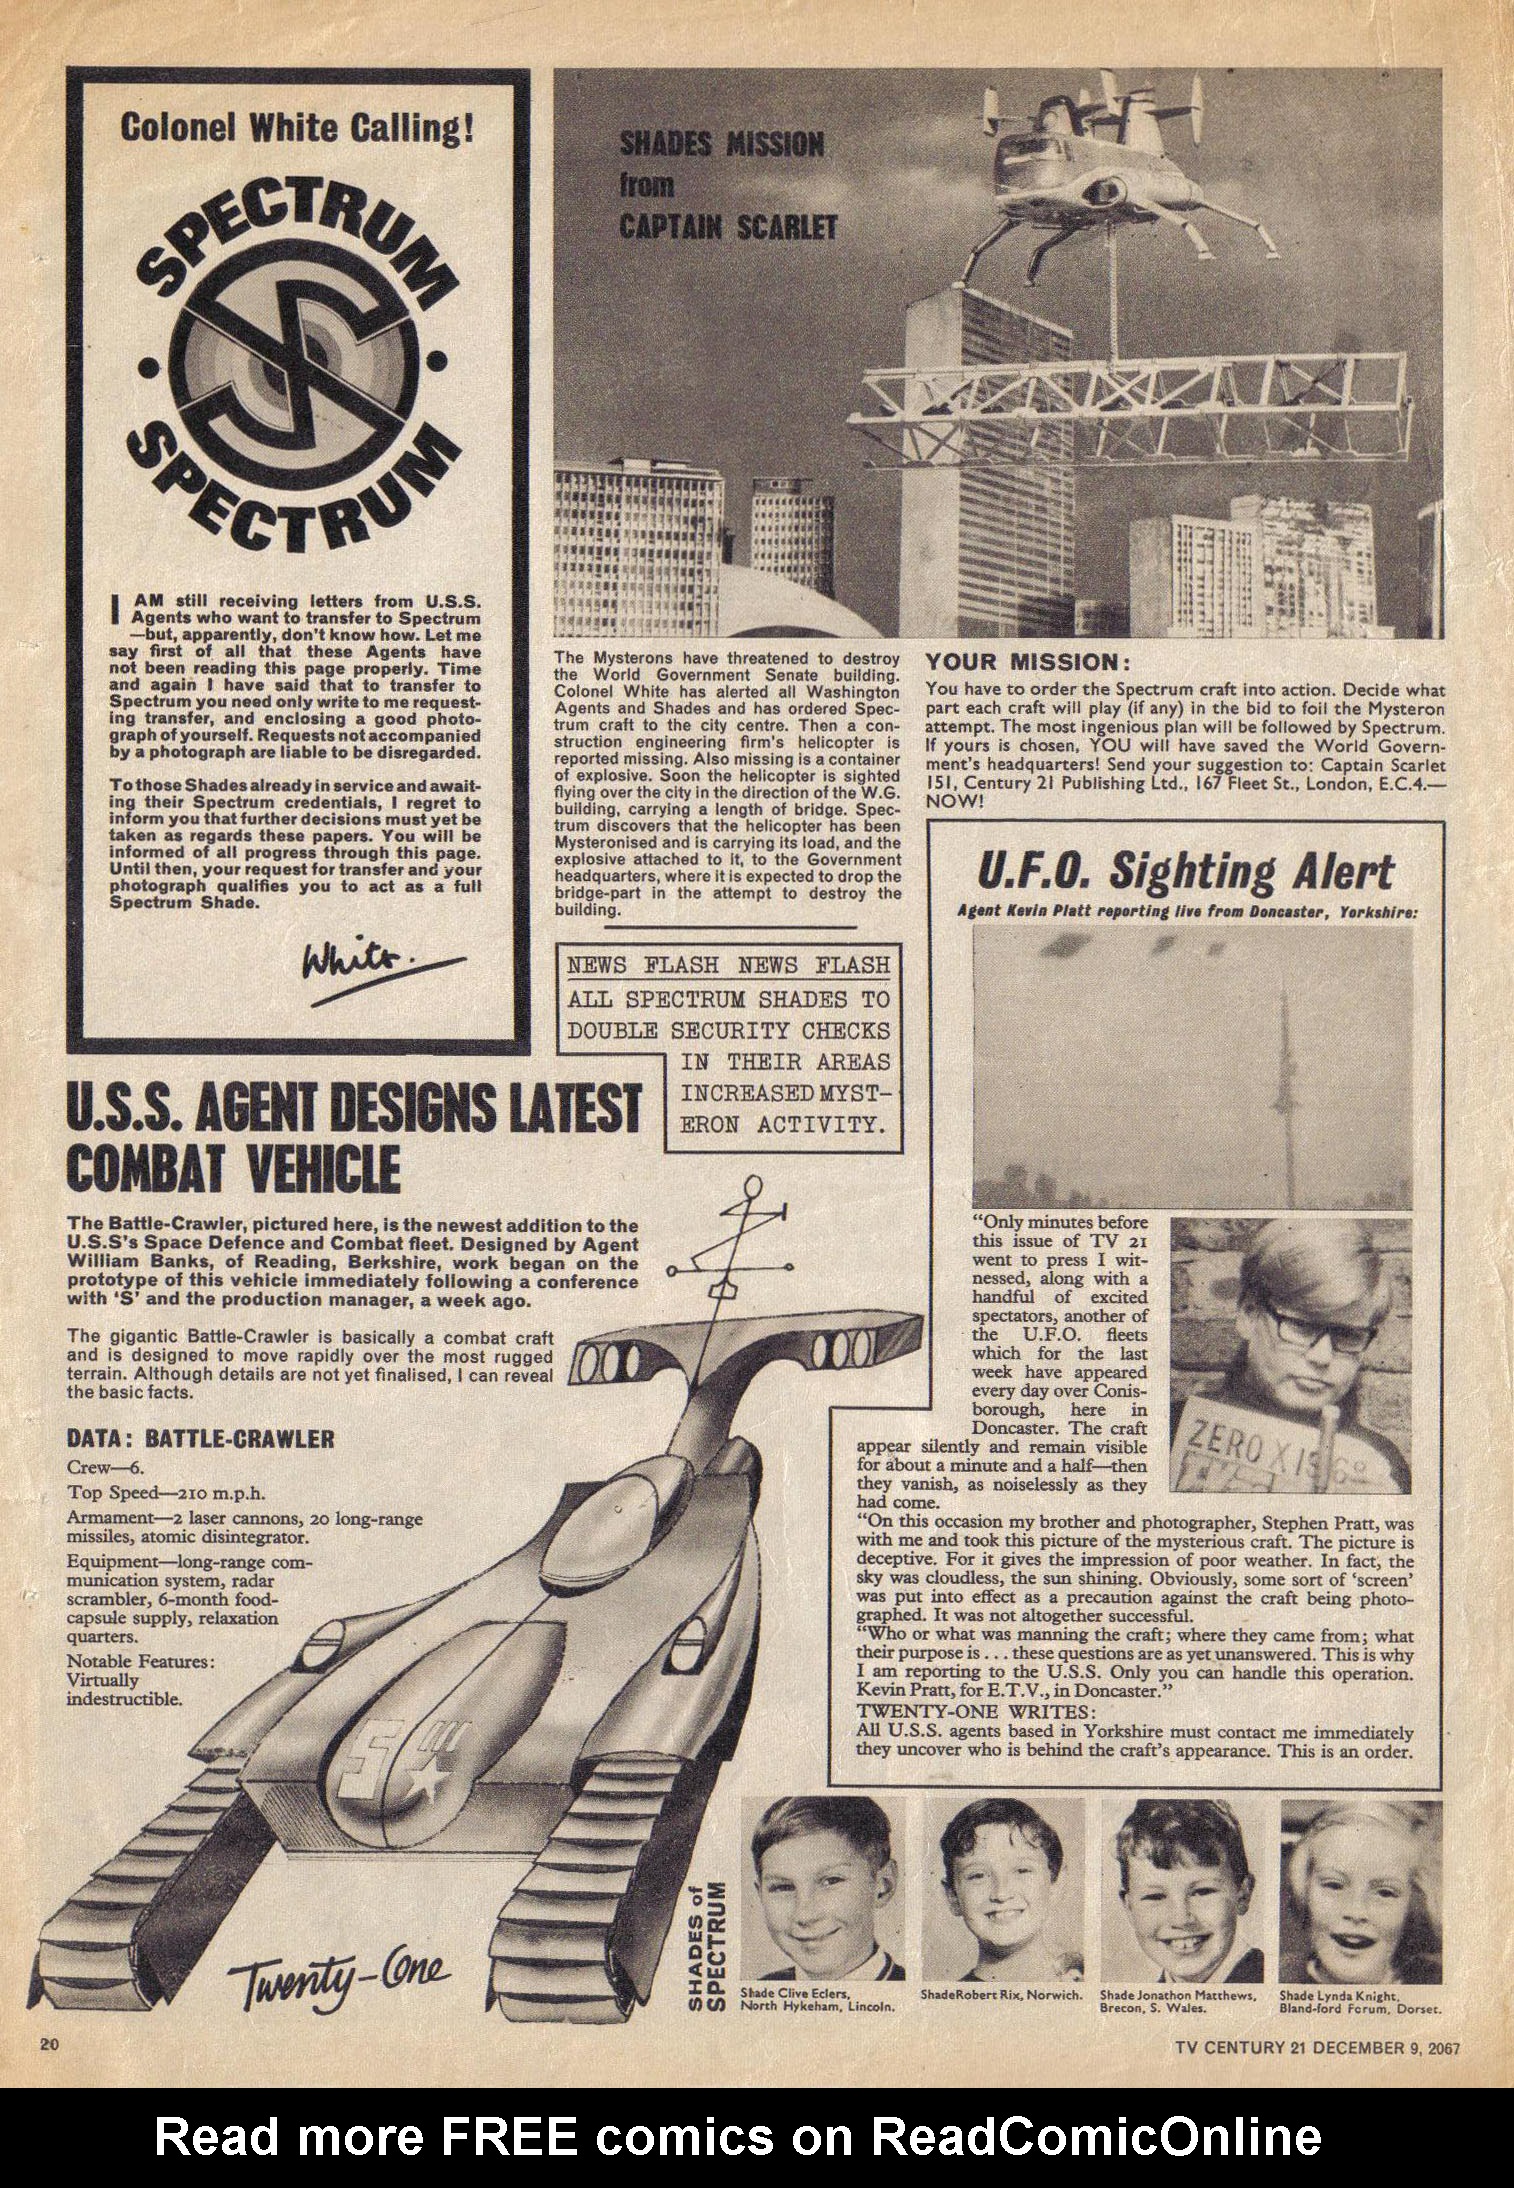 Colonel White Calling!
SPECTRUM
SPECTRUM
I AM still receiving letters from U.S.S.
Agents who want to transfer to Spectrum
—but, apparently, don't know how. Let me
say first of all that these Agents have
not been reading this page properly. Time
and again I have said that to transfer to
Spectrum you need only write to me request-
ing transfer, and enclosing a good photo-
graph of yourself. Requests not accompanied
by a photograph are liable to be disregarded.
To those Shades already in service and await-
ing their Spectrum credentials, I regret to
inform you that further decisions must yet be
taken as regards these papers. You will be
informed of all progress through this page.
Until then, your request for transfer and your
photograph qualifies you to act as a full
Spectrum Shade.
White.
SHADES MISSION
from
CAPTAIN SCARLET
The Mysterons have threatened to destroy
the World Government Senate building.
Colonel White has alerted all Washington
Agents and Shades and has ordered Spec-
trum craft to the city centre. Then a con-
struction engineering firm's helicopter is
reported missing. Also missing is a container
of explosive. Soon the helicopter is sighted
flying over the city in the direction of the W.G.
building, carrying a length of bridge. Spec-
trum discovers that the helicopter has been
Mysteronised and is carrying its load, and the
explosive attached to it, to the Government
headquarters, where it is expected to drop the
bridge-part in the attempt to destroy the
building.
YOUR MISSION:
You have to order the Spectrum craft into action. Decide what
part each craft will play (if any) in the bid to foil the Mysteron
attempt. The most ingenious plan will be followed by Spectrum.
If yours is chosen, YOU will have saved the World Govern-
ment's headquarters! Send your suggestion to: Captain Scarlet
151, Century 21 Publishing Ltd., 167 Fleet St., London, E.C.4.—
NOW!
NEWS FLASH NEWS FLASH
ALL SPECTRUM SHADES TO
DOUBLE SECURITY CHECKS
IN THEIR AREAS
INCREASED MYST-
ERON ACTIVITY.
U.F.O. Sighting Alert
Agent Kevin Platt reporting live from Doncaster, Yorkshire:
"Only minutes before
this issue of TV 21
went to press I wit-
nessed, along with a
handful of excited
spectators, another of
the U.F.O. fleets
which for the last
week have appeared
every day over Conis-
borough, here in
Doncaster. The craft
appear silently and remain visible
for about a minute and a half—then
they vanish, as noiselessly as they
had come.
"On this occasion my brother and photographer, Stephen Pratt, was
with me and took this picture of the mysterious craft. The picture is
deceptive. For it gives the impression of poor weather. In fact, the
sky was cloudless, the sun shining. Obviously, some sort of 'screen'
was put into effect as a precaution against the craft being photo-
graphed. It was not altogether successful.
"Who or what was manning the craft; where they came from; what
their purpose is . . . these questions are as yet unanswered. This is why
I am reporting to the U.S.S. Only you can handle this operation.
Kevin Pratt, for E.T.V., in Doncaster."
TWENTY-ONE WRITES:
All U.S.S. agents based in Yorkshire must contact me immediately
they uncover who is behind the craft's appearance. This is an order.
ZERO X
U.S.S. AGENT DESIGNS LATEST
COMBAT VEHICLE
The Battle-Crawler, pictured here, is the newest addition to the
U.S.S's Space Defence and Combat fleet. Designed by Agent
William Banks, of Reading, Berkshire, work began on the
prototype of this vehicle immediately following a conference
with 'S' and the production manager, a week ago.
The gigantic Battle-Crawler is basically a combat craft
and is designed to move rapidly over the most rugged
terrain. Although details are not yet finalised, I can reveal
the basic facts.
DATA: BATTLE-CRAWLER
Crew—6.
Top Speed—210 m.p.h.
Armament—2 laser cannons, 20 long-range
missiles, atomic disintegrator.
Equipment—long-range com-
munication system, radar
scrambler, 6-month food-
capsule supply, relaxation
quarters.
Notable Features:
Virtually
indestructible.
Twenty-One
SHADES of
SPECTRUM
Shade Clive Eclers,
North Hykeham, Lincoln.
Shade Robert Rix, Norwich.
Shade Jonathon Matthews,
Brecon, S. Wales.
Shade Lynda Knight,
Bland-ford Forum, Dorset.
20
TV CENTURY 21 DECEMBER 9, 2067
Read more FREE comics on ReadComicOnline